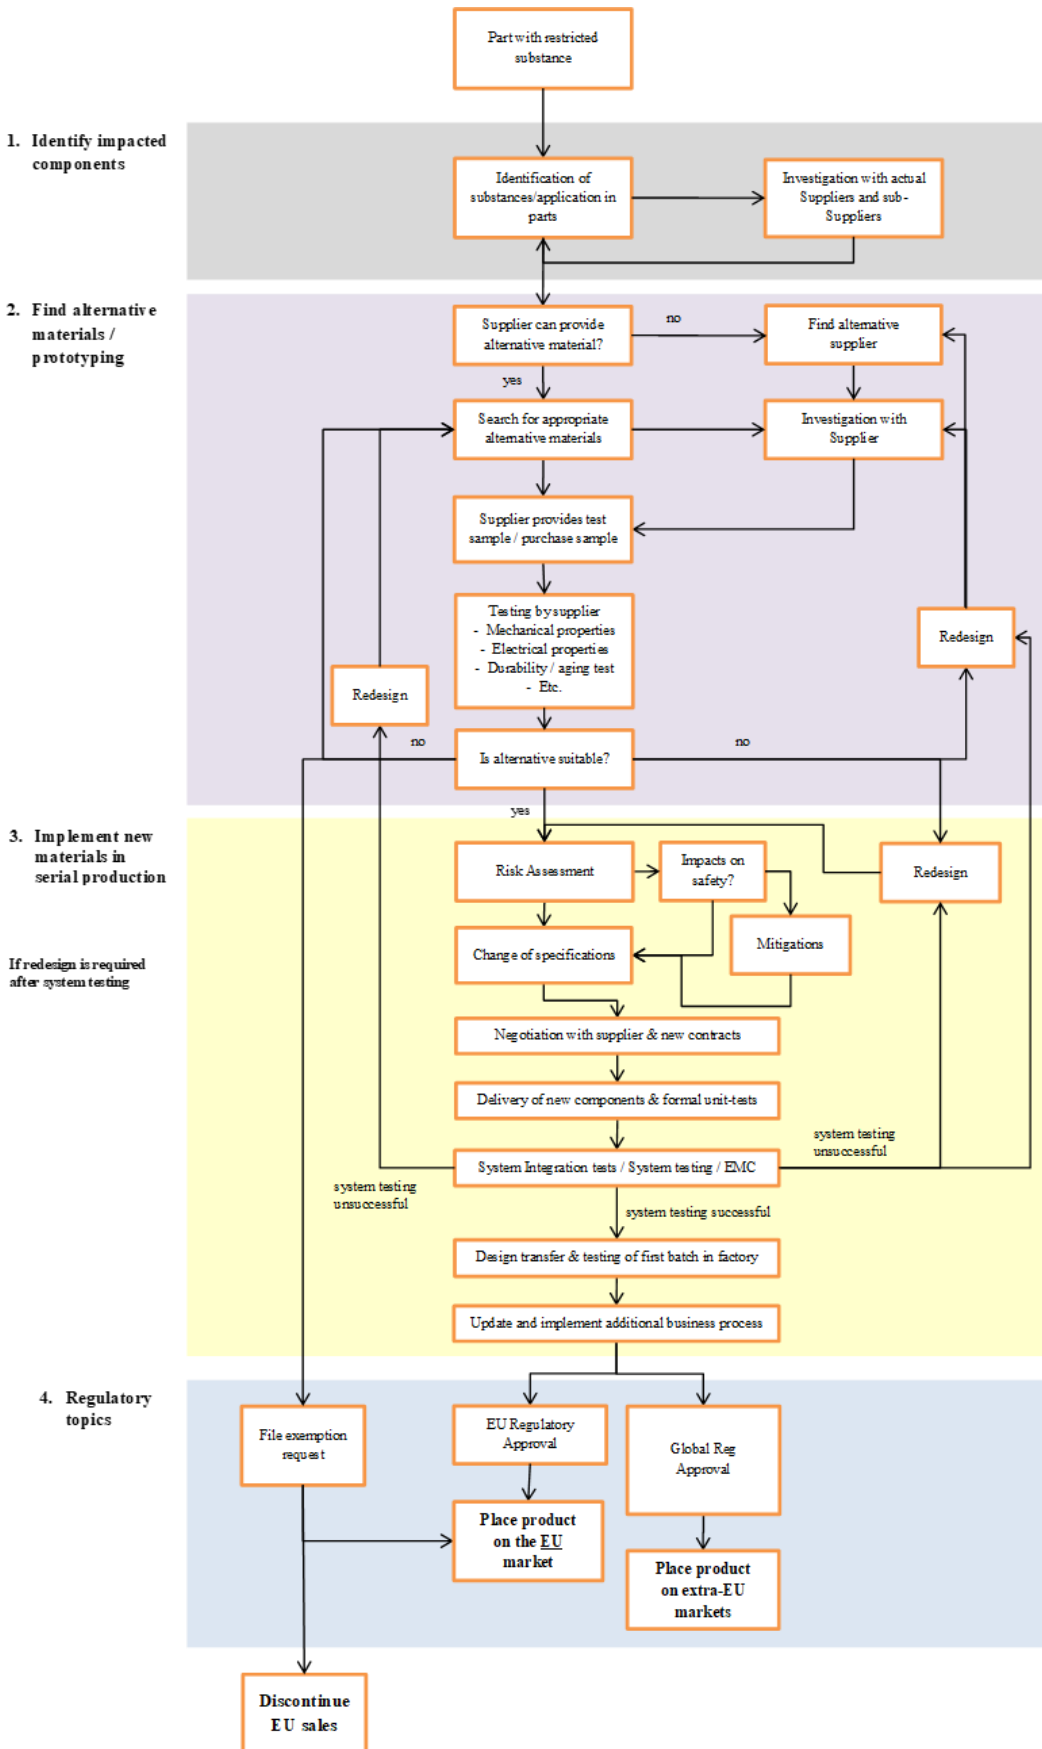 Part with restricted
substance
1. Identify impacted
components
Identification of
substances/application in
parts
Investigation with actual
Suppliers and sub-
Suppliers
2. Find alternative
materials /
prototyping
Supplier can provide
alternative material?
no
Find alternative
supplier
yes
Search for appropriate
alternative materials
Investigation with
Supplier
Supplier provides test
sample / purchase sample
Testing by supplier
- Mechanical properties
- Electrical properties
- Durability / aging test
- Etc.
Redesign
Redesign
no
Is alternative suitable?
no
yes
3. Implement new
materials in
serial production
Risk Assessment
Impacts on
safety?
Redesign
If redesign is required
after system testing
Change of specifications
Mitigations
Negotiation with supplier & new contracts
Delivery of new components & formal unit-tests
system testing
unsuccessful
System Integration tests / System testing / EMC
system testing
unsuccessful
system testing successful
Design transfer & testing of first batch in factory
Update and implement additional business process
4. Regulatory
topics
File exemption
request
EU Regulatory
Approval
Global Reg
Approval
Place product
on the EU
market
Place product
on extra-EU
markets
Discontinue
EU sales